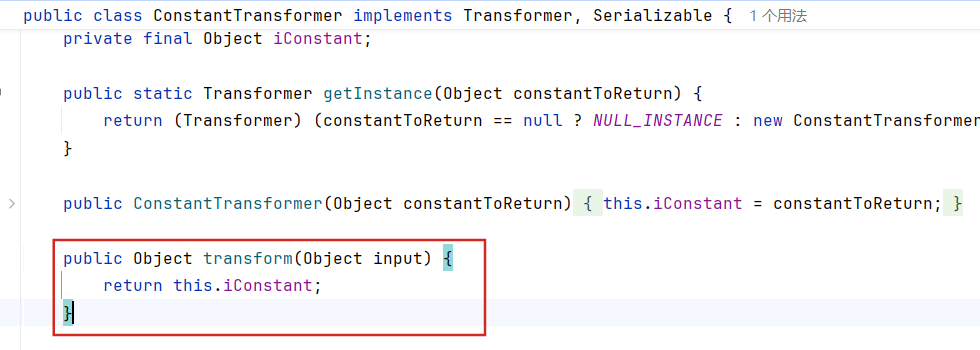 public class ConstantTransformer implements Transformer, Serializable { 1 个用法
private final Object iConstant;
public static Transformer getInstance(Object constantToReturn) {
return (Transformer) (constantToReturn == null ? NULL_INSTANCE : new ConstantTransformer
}
public ConstantTransformer(Object constantToReturn) { this.iConstant = constantToReturn; }
public Object transform(Object input) {
return this.iConstant;
}